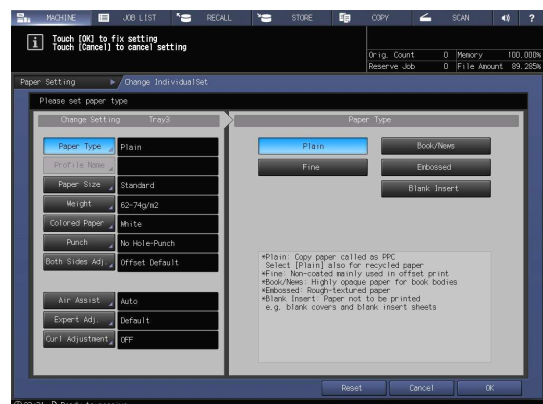 MACHINE JOB LIST RECALL STORE COPY SCAN ?
Touch [OK] to fix setting
Touch [Cancel] to cancel setting
Orig. Count 0 Memory 100.000%
Reserve Job 0 File Amount 89.285%
Paper Setting Change IndividualSet
Please set paper type
Change Setting Tray3
Paper Type
Paper Type Plain
Profile Name
Paper Size Standard
Weight 62-74g/m2
Colored Paper White
Punch No Hole-Punch
Both Sides Adj. Offset Default
Air Assist Auto
Expert Adj. Default
Curl Adjustment OFF
Plain Book/News
Fine Embossed
Blank Insert
*Plain: Copy paper called as PPC
Select [Plain] also for recycled paper
*Fine: Non-coated mainly used in offset print
*Book/News: Highly opaque paper for book bodies
*Embossed: Rough-textured paper
*Blank Insert: Paper not to be printed
e.g. blank covers and blank insert sheets
Reset Cancel OK